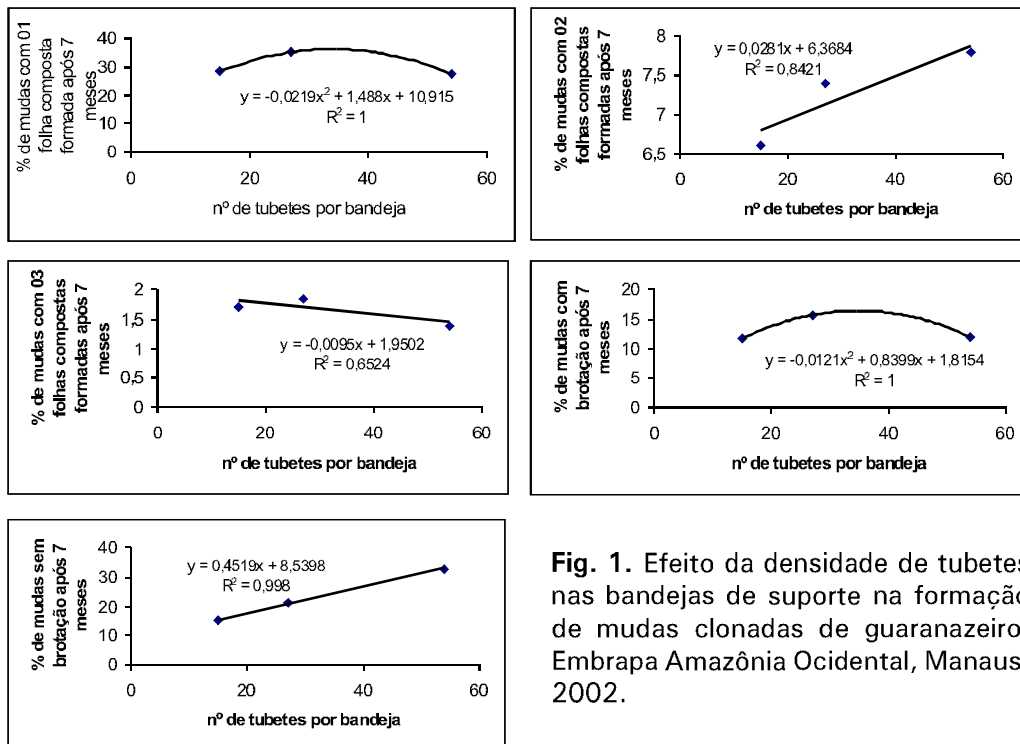 % de mudas com 01
folha composta
formada após 7
meses
40
30
20
10
0
y = -0,0219x² + 1,488x + 10,915
R² = 1
0 20 40 60
nº de tubetes por bandeja
% de mudas com 02
folhas compostas
formadas após 7
meses
8
7,5
7
6,5
y = 0,0281x + 6,3684
R² = 0,8421
0 20 40 60
nº de tubetes por bandeja
% de mudas com 03
folhas compostas
formadas após 7
meses
2
1,5
1
0,5
0
y = -0,0095x + 1,9502
R² = 0,6524
0 20 40 60
nº de tubetes por bandeja
% de mudas com
brotação após 7
meses
20
15
10
5
0
y = -0,0121x² + 0,8399x + 1,8154
R² = 1
0 20 40 60
nº de tubetes por bandeja
% de mudas sem
brotação após 7
meses
40
30
20
10
0
y = 0,4519x + 8,5398
R² = 0,998
0 20 40 60
nº de tubetes por bandeja
Fig. 1. Efeito da densidade de tubetes
nas bandejas de suporte na formação
de mudas clonadas de guaranazeiro
Embrapa Amazônia Ocidental, Manaus
2002.